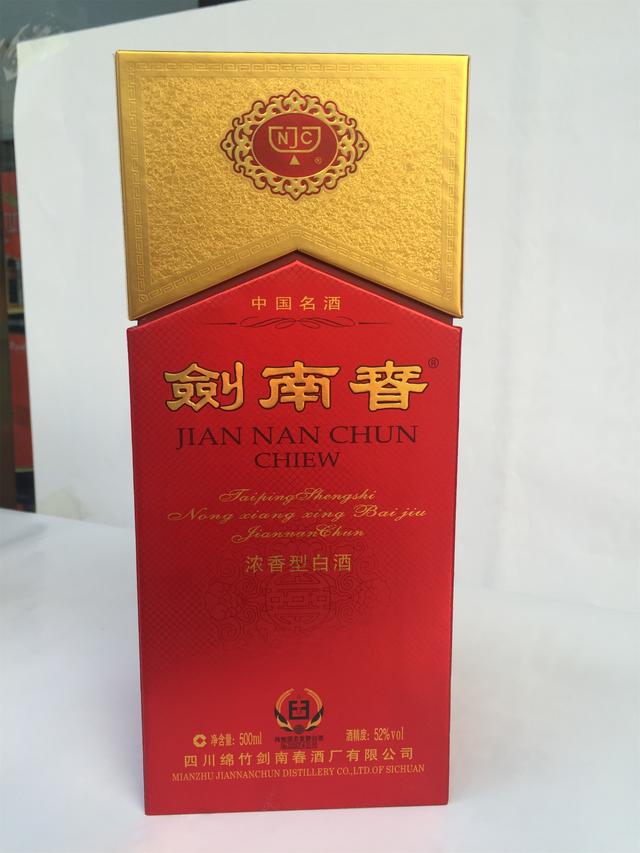 NJC
®
中国名酒
劍南春®
JIAN NAN CHUN
CHIEW
Taiping Shengshi
Nong xiang xing Bai jiu
JiannanChun
浓香型白酒
净含量: 500ml 酒精度: 52%vol
四川绵竹剑南春酒厂有限公司
MIANZHU JIANNANCHUN DISTILLERY CO.,LTD.OF SICHUAN